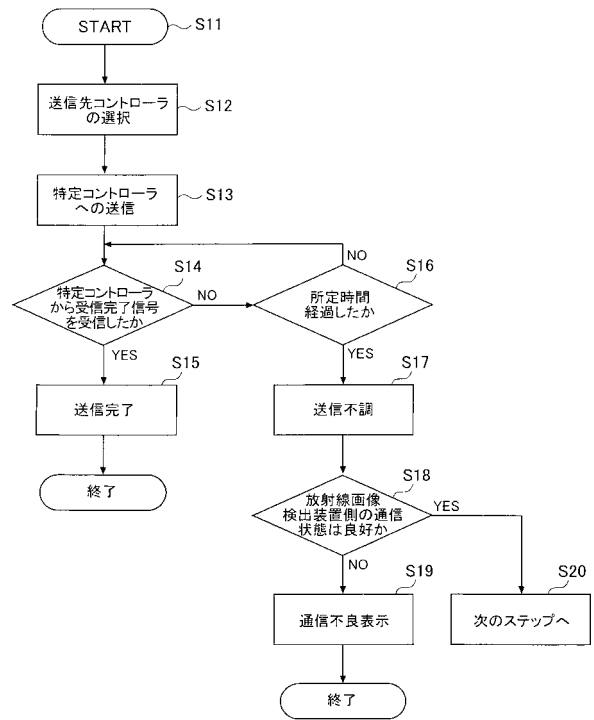 START
S11
送信先コントローラ
の選択
S12
特定コントローラ
への送信
S13
特定コントローラ
から受信完了信号
を受信したか
S14
NO
YES
所定時間
経過したか
S16
NO
YES
送信完了
S15
終了
送信不調
S17
放射線画像
検出装置側の通信
状態は良好か
S18
YES
NO
通信不良表示
S19
次のステップへ
S20
終了